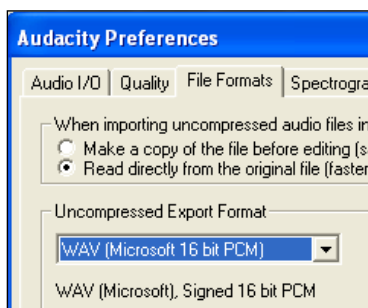 Audacity Preferences
Audio I/O Quality File Formats Spectrogra
When importing uncompressed audio files in
Make a copy of the file before editing (s
Read directly from the original file (faster
Uncompressed Export Format
WAV (Microsoft 16 bit PCM)
WAV (Microsoft), Signed 16 bit PCM